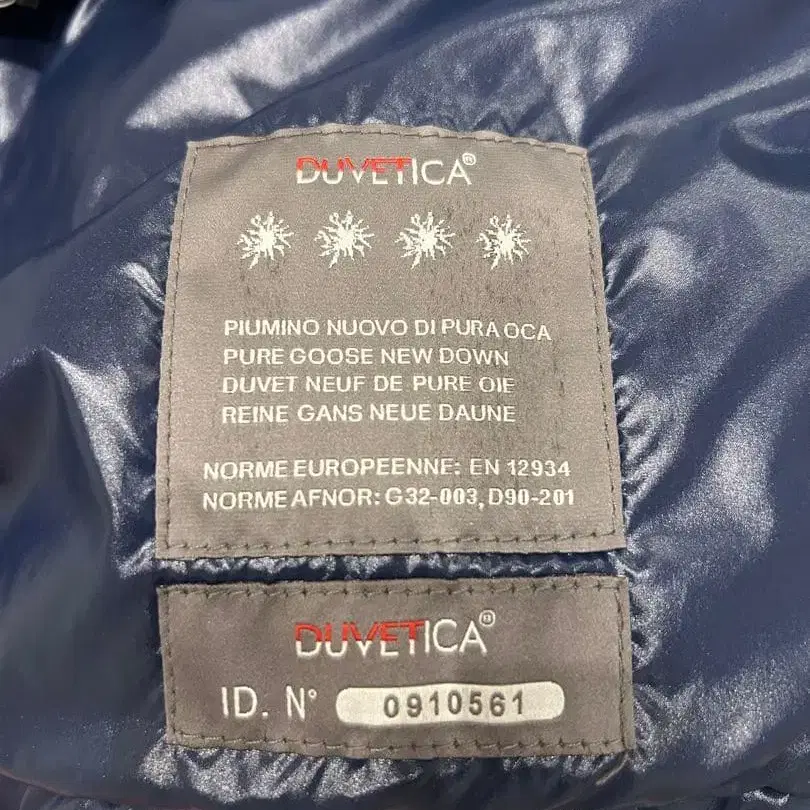 DUVETICA®
PIUMINO NUOVO DI PURA OCA
PURE GOOSE NEW DOWN
DUVET NEUF DE PURE OIE
REINE GANS NEUE DAUNE
NORME EUROPEENNE: EN 12934
NORME AFNOR: G32-003, D90-201
DUVETICA®
ID. N° 0910561